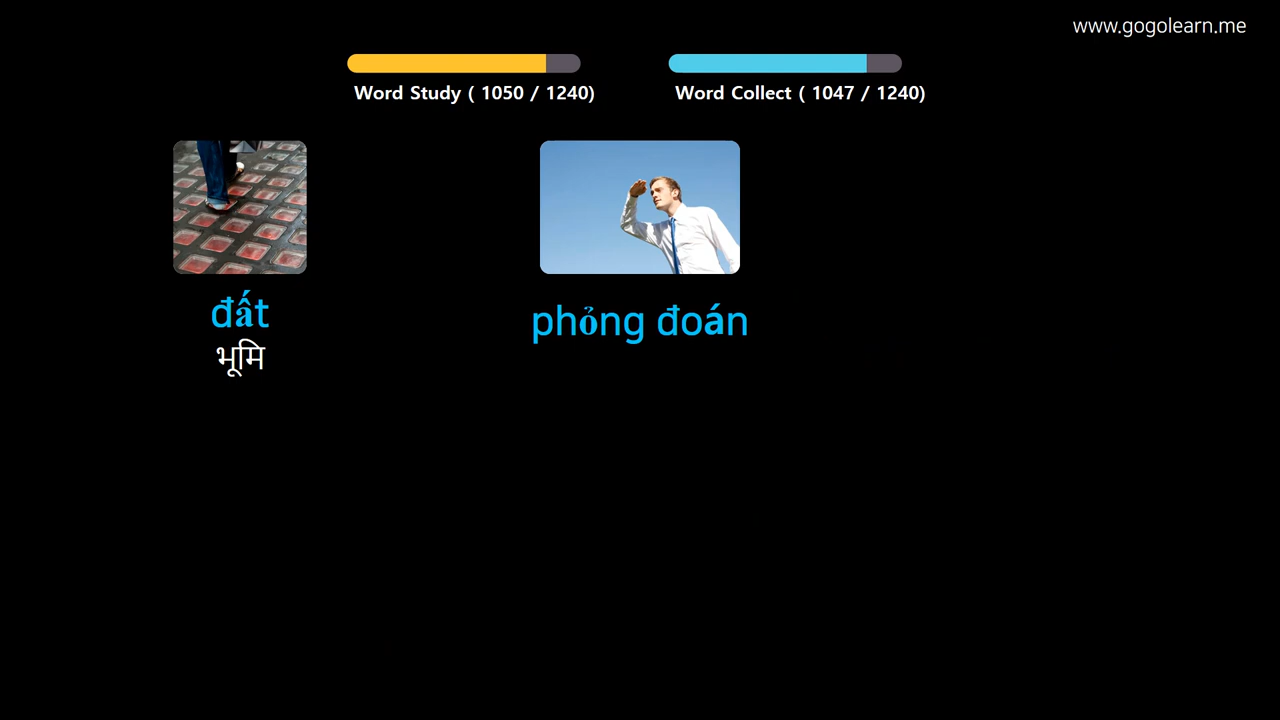 www.gogolearn.me
Word Study ( 1050 / 1240)
Word Collect ( 1047 / 1240)
đất
भूमि
phỏng đoán